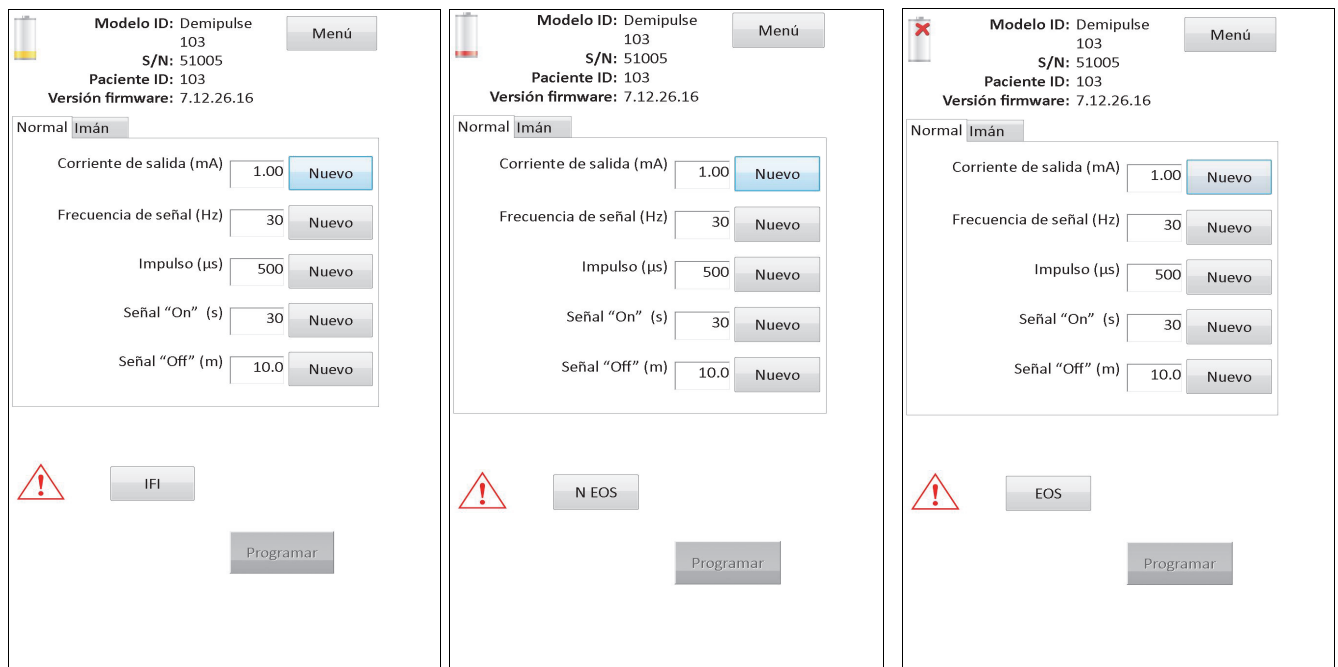 Modelo ID: Demipulse
103
S/N: 51005
Paciente ID: 103
Versión firmware: 7.12.26.16
Menú
Normal Imán
Corriente de salida (mA) 1.00 Nuevo
Frecuencia de señal (Hz) 30 Nuevo
Impulso (µs) 500 Nuevo
Señal “On” (s) 30 Nuevo
Señal “Off” (m) 10.0 Nuevo
! IFI
Programar
Modelo ID: Demipulse
103
S/N: 51005
Paciente ID: 103
Versión firmware: 7.12.26.16
Menú
Normal Imán
Corriente de salida (mA) 1.00 Nuevo
Frecuencia de señal (Hz) 30 Nuevo
Impulso (µs) 500 Nuevo
Señal “On” (s) 30 Nuevo
Señal “Off” (m) 10.0 Nuevo
! N EOS
Programar
Modelo ID: Demipulse
103
S/N: 51005
Paciente ID: 103
Versión firmware: 7.12.26.16
Menú
Normal Imán
Corriente de salida (mA) 1.00 Nuevo
Frecuencia de señal (Hz) 30 Nuevo
Impulso (µs) 500 Nuevo
Señal “On” (s) 30 Nuevo
Señal “Off” (m) 10.0 Nuevo
! EOS
Programar